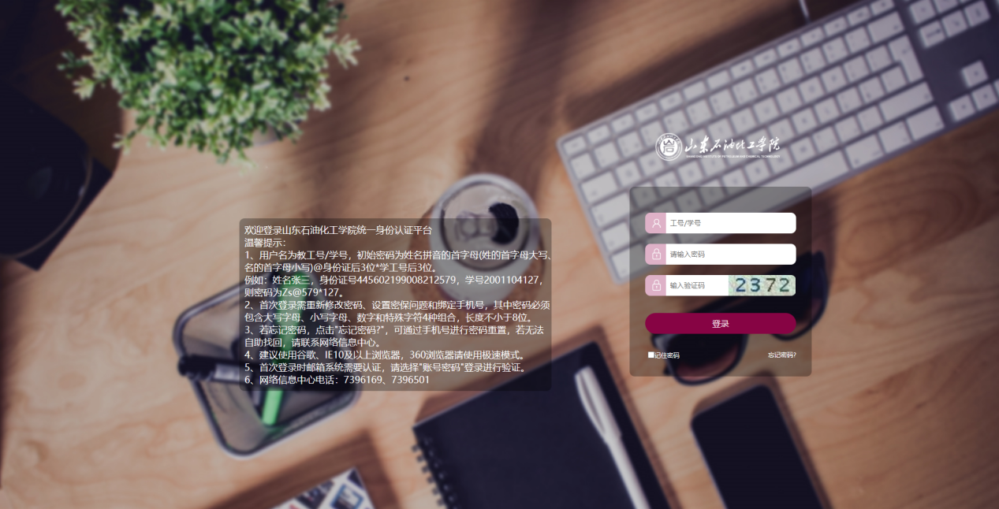 山东石油化工学院
SHANDONG INSTITUTE OF PETROLEUM AND CHEMICAL TECHNOLOGY
欢迎登录山东石油化工学院统一身份认证平台
温馨提示：
1、用户名为教工号/学号，初始密码为姓名拼音的首字母(姓的首字母大写、
名的首字母小写)@身份证后3位*学工号后3位。
例如：姓名张三，身份证号445602199008212579，学号2001104127，
则密码为Zs@579*127。
2、首次登录需重新修改密码、设置密保问题和绑定手机号，其中密码必须
包含大写字母、小写字母、数字和特殊字符4种组合，长度不小于8位。
3、若忘记密码，点击"忘记密码?"，可通过手机号进行密码重置，若无法
自助找回，请联系网络信息中心。
4、建议使用谷歌、IE10及以上浏览器，360浏览器请使用极速模式。
5、首次登录时邮箱系统需要认证，请选择"账号密码"登录进行验证。
6、网络信息中心电话：7396169、7396501
工号/学号
请输入密码
输入验证码 2372
登录
记住密码 忘记密码?